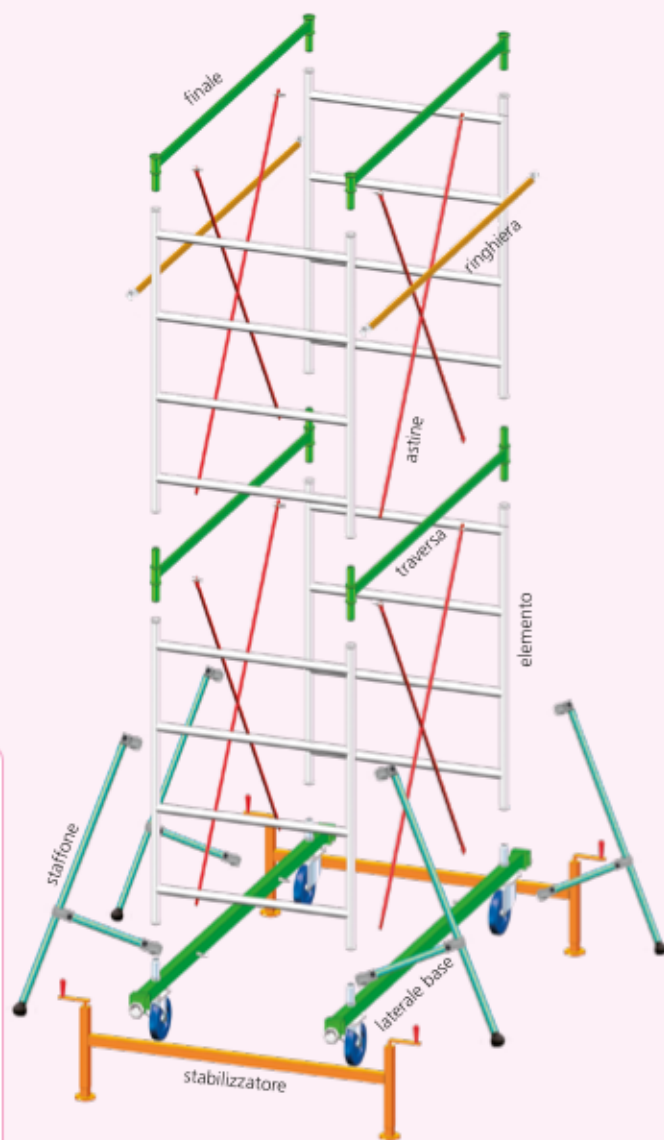 finale
ringhiera
astine
traversa
elemento
staffone
laterale base
stabilizzatore